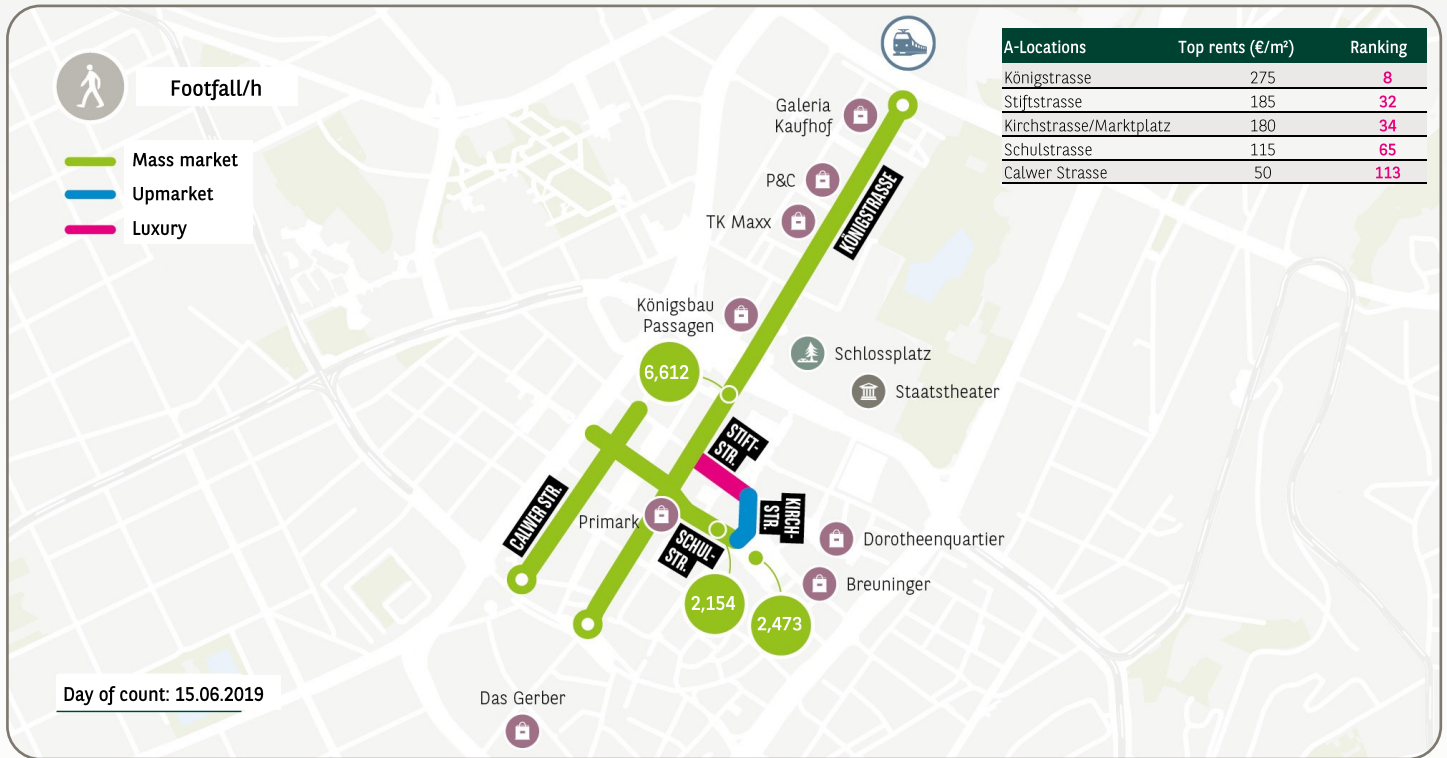 Footfall/h
Mass market
Upmarket
Luxury
A-Locations Top rents (€/m²) Ranking
Königstrasse 275 8
Stiftstrasse 185 32
Kirchstrasse/Marktplatz 180 34
Schulstrasse 115 65
Calwer Strasse 50 113
Galeria
Kaufhof
P&C
TK Maxx
KÖNIGSTRASSE
Königsbau
Passagen
Schlossplatz
6,612
Staatstheater
STIFT-
STR.
CALWER STR.
Primark
KIRCH-
STR.
SCHUL-
STR.
Dorotheenquartier
Breuninger
2,154
2,473
Day of count: 15.06.2019
Das Gerber